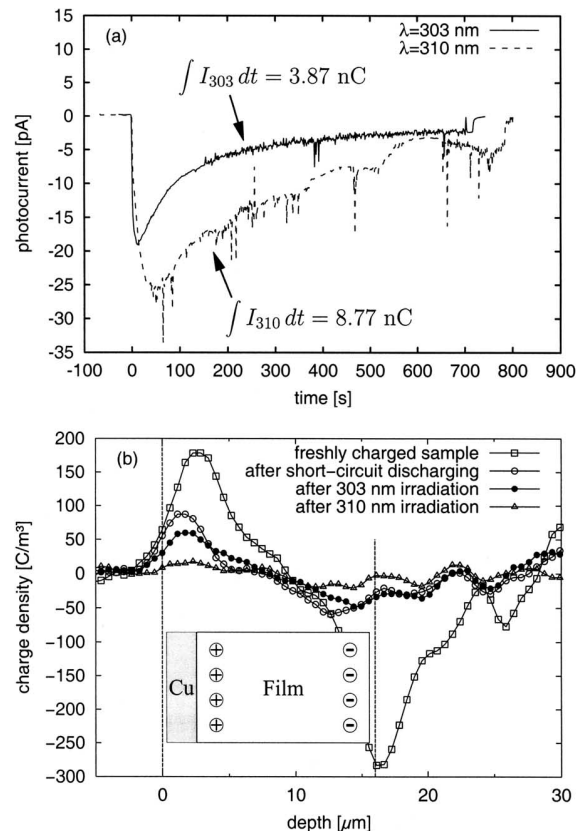 (a)
λ=303 nm
λ=310 nm
∫ I₃₀₃ dt = 3.87 nC
∫ I₃₁₀ dt = 8.77 nC
photocurrent [pA]
15
10
5
0
-5
-10
-15
-20
-25
-30
-35
-100 0 100 200 300 400 500 600 700 800 900
time [s]
(b)
freshly charged sample
after short-circuit discharging
after 303 nm irradiation
after 310 nm irradiation
charge density [C/m³]
200
150
100
50
0
-50
-100
-150
-200
-250
-300
Cu
Film
+ −
+ −
+ −
+ −
0 10 20 30
depth [μm]